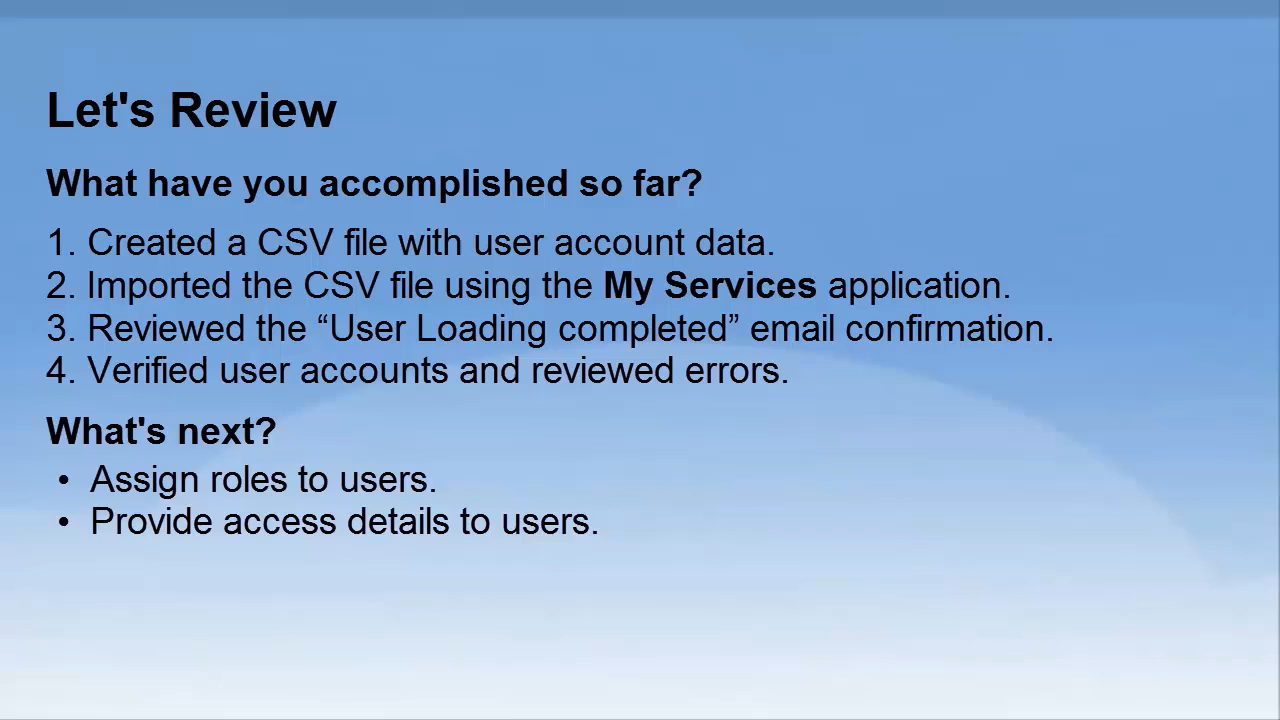 Let's Review
What have you accomplished so far?
1. Created a CSV file with user account data.
2. Imported the CSV file using the My Services application.
3. Reviewed the “User Loading completed” email confirmation.
4. Verified user accounts and reviewed errors.
What's next?
• Assign roles to users.
• Provide access details to users.